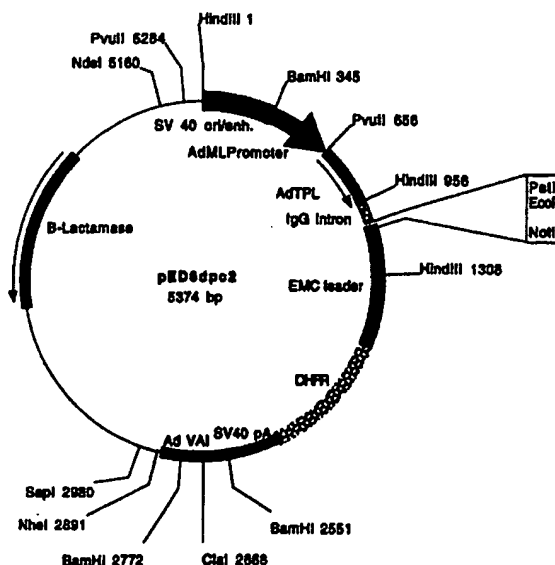 HindIII 1
PvuII 5284
NdeI 5160
BamHI 345
SV 40 ori/enh.
PvuII 656
AdMLPromoter
HindIII 956
AdTPL
IgG Intron
PstI
EcoR
NotI
B-Lactamase
pED6dpc2
5374 bp
EMC leader
HindIII 1308
DHFR
SV40 pA
Ad VAI
SapI 2980
NheI 2891
BamHI 2772
ClaI 2668
BamHI 2551